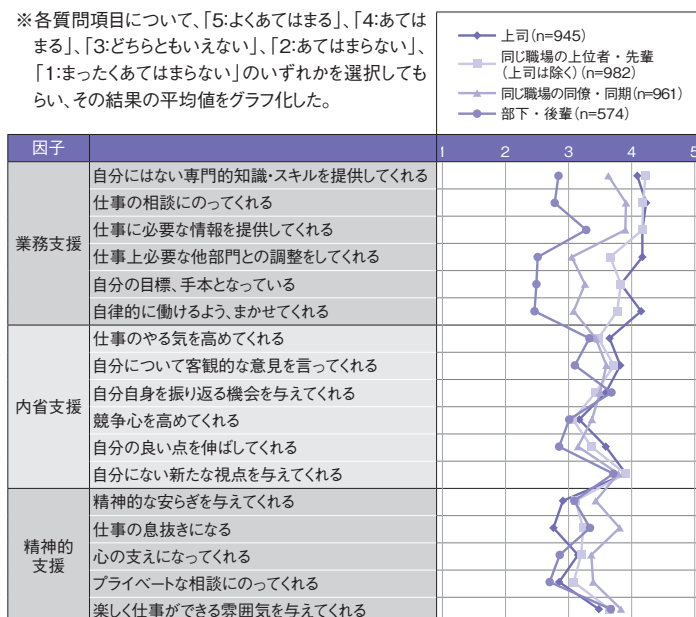 ※各質問項目について、「5:よくあてはまる」、「4:あては
まる」、「3:どちらともいえない」、「2:あてはまらない」、
「1:まったくあてはまらない」のいずれかを選択しても
らい、その結果の平均値をグラフ化した。
上司(n=945)
同じ職場の上位者・先輩
(上司は除く)(n=982)
同じ職場の同僚・同期(n=961)
部下・後輩(n=574)
因子
1 2 3 4 5
業務支援
自分にはない専門的知識・スキルを提供してくれる
仕事の相談にのってくれる
仕事に必要な情報を提供してくれる
仕事上必要な他部門との調整をしてくれる
自分の目標、手本となっている
自律的に働けるよう、まかせてくれる
内省支援
仕事のやる気を高めてくれる
自分について客観的な意見を言ってくれる
自分自身を振り返る機会を与えてくれる
競争心を高めてくれる
自分の良い点を伸ばしてくれる
自分にない新たな視点を与えてくれる
精神的
支援
精神的な安らぎを与えてくれる
仕事の息抜きになる
心の支えになってくれる
プライベートな相談にのってくれる
楽しく仕事ができる雰囲気を与えてくれる